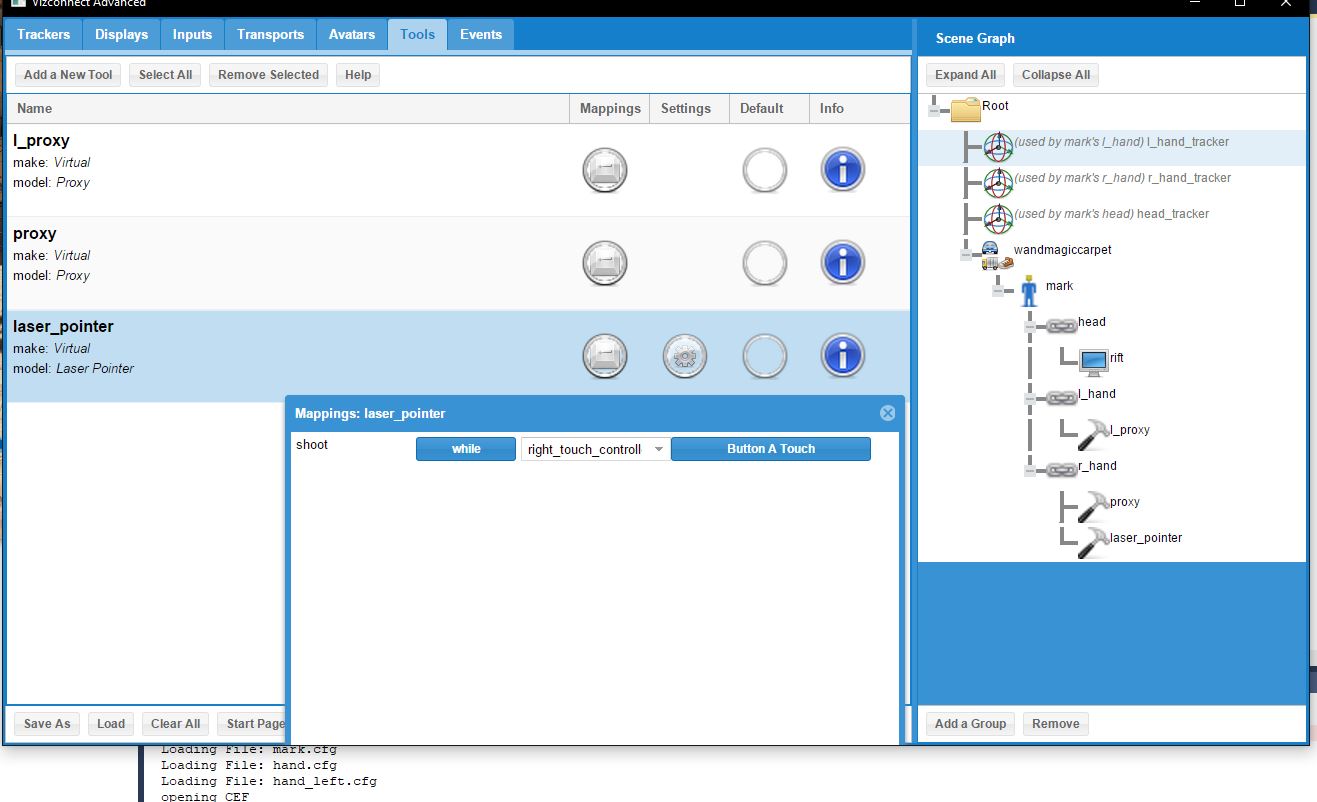 Vizconnect Advanced
Trackers Displays Inputs Transports Avatars Tools Events
Add a New Tool Select All Remove Selected Help
Name Mappings Settings Default Info
l_proxy
make: Virtual
model: Proxy
proxy
make: Virtual
model: Proxy
laser_pointer
make: Virtual
model: Laser Pointer
Mappings: laser_pointer
shoot while right_touch_controll Button A Touch
Save As Load Clear All Start Page
Scene Graph
Expand All Collapse All
Root
(used by mark's l_hand) l_hand_tracker
(used by mark's r_hand) r_hand_tracker
(used by mark's head) head_tracker
wandmagiccarpet
mark
head
rift
l_hand
l_proxy
r_hand
proxy
laser_pointer
Add a Group Remove
Loading File: mark.cfg
Loading File: hand.cfg
Loading File: hand_left.cfg
opening CEF